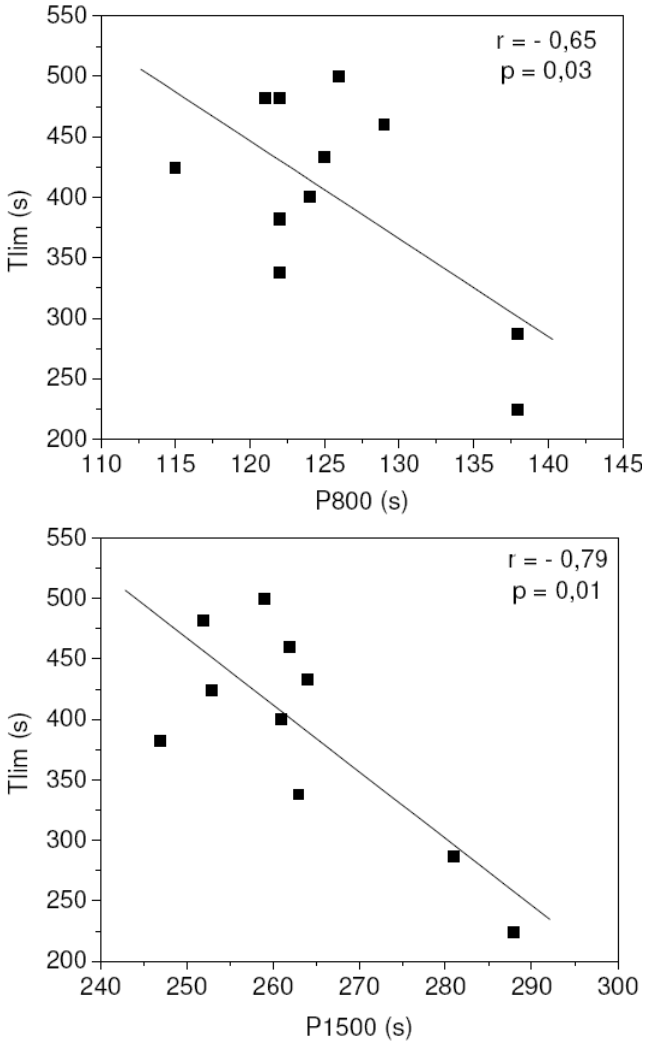 550
500
450
400
350
300
250
200
Tlim (s)
r = - 0,65
p = 0,03
110 115 120 125 130 135 140 145
P800 (s)
550
500
450
400
350
300
250
200
Tlim (s)
r = - 0,79
p = 0,01
240 250 260 270 280 290 300
P1500 (s)